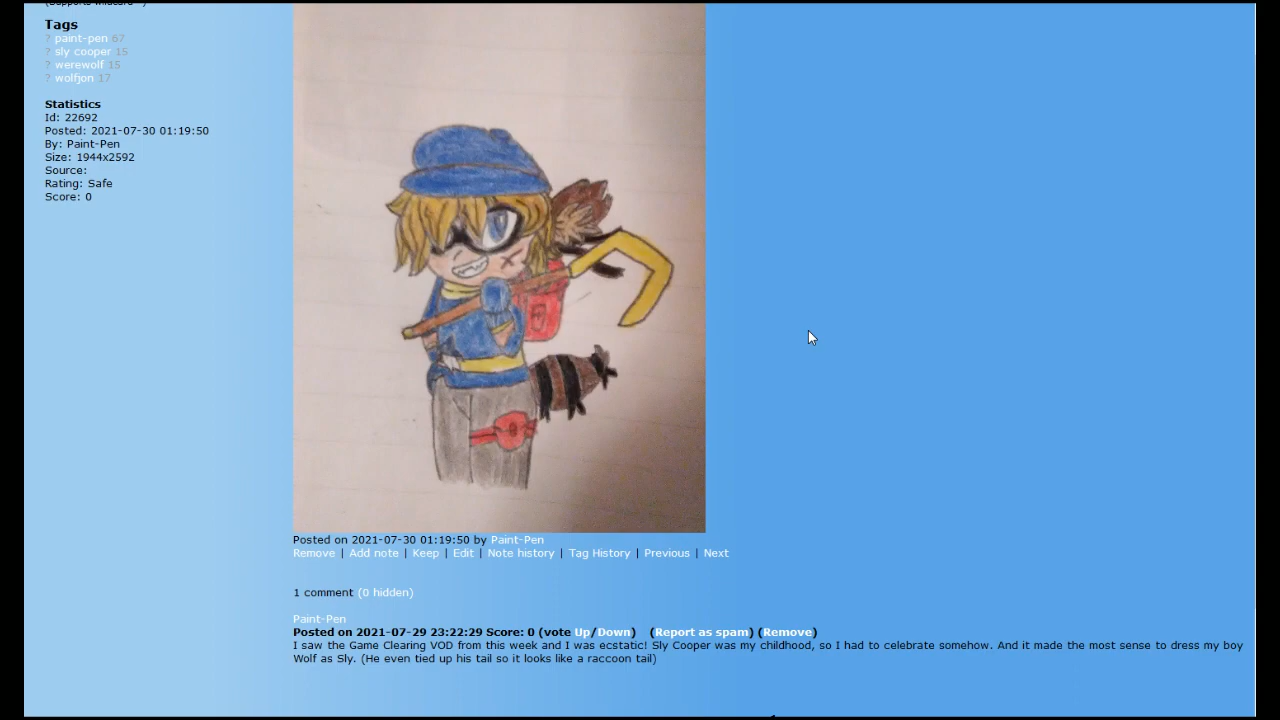 (Supports wildcard *)
Tags
? paint-pen 67
? sly cooper 15
? werewolf 15
? wolfjon 17
Statistics
Id: 22692
Posted: 2021-07-30 01:19:50
By: Paint-Pen
Size: 1944x2592
Source:
Rating: Safe
Score: 0
Posted on 2021-07-30 01:19:50 by Paint-Pen
Remove | Add note | Keep | Edit | Note history | Tag History | Previous | Next
1 comment (0 hidden)
Paint-Pen
Posted on 2021-07-29 23:22:29 Score: 0 (vote Up/Down) (Report as spam) (Remove)
I saw the Game Clearing VOD from this week and I was ecstatic! Sly Cooper was my childhood, so I had to celebrate somehow. And it made the most sense to dress my boy
Wolf as Sly. (He even tied up his tail so it looks like a raccoon tail)